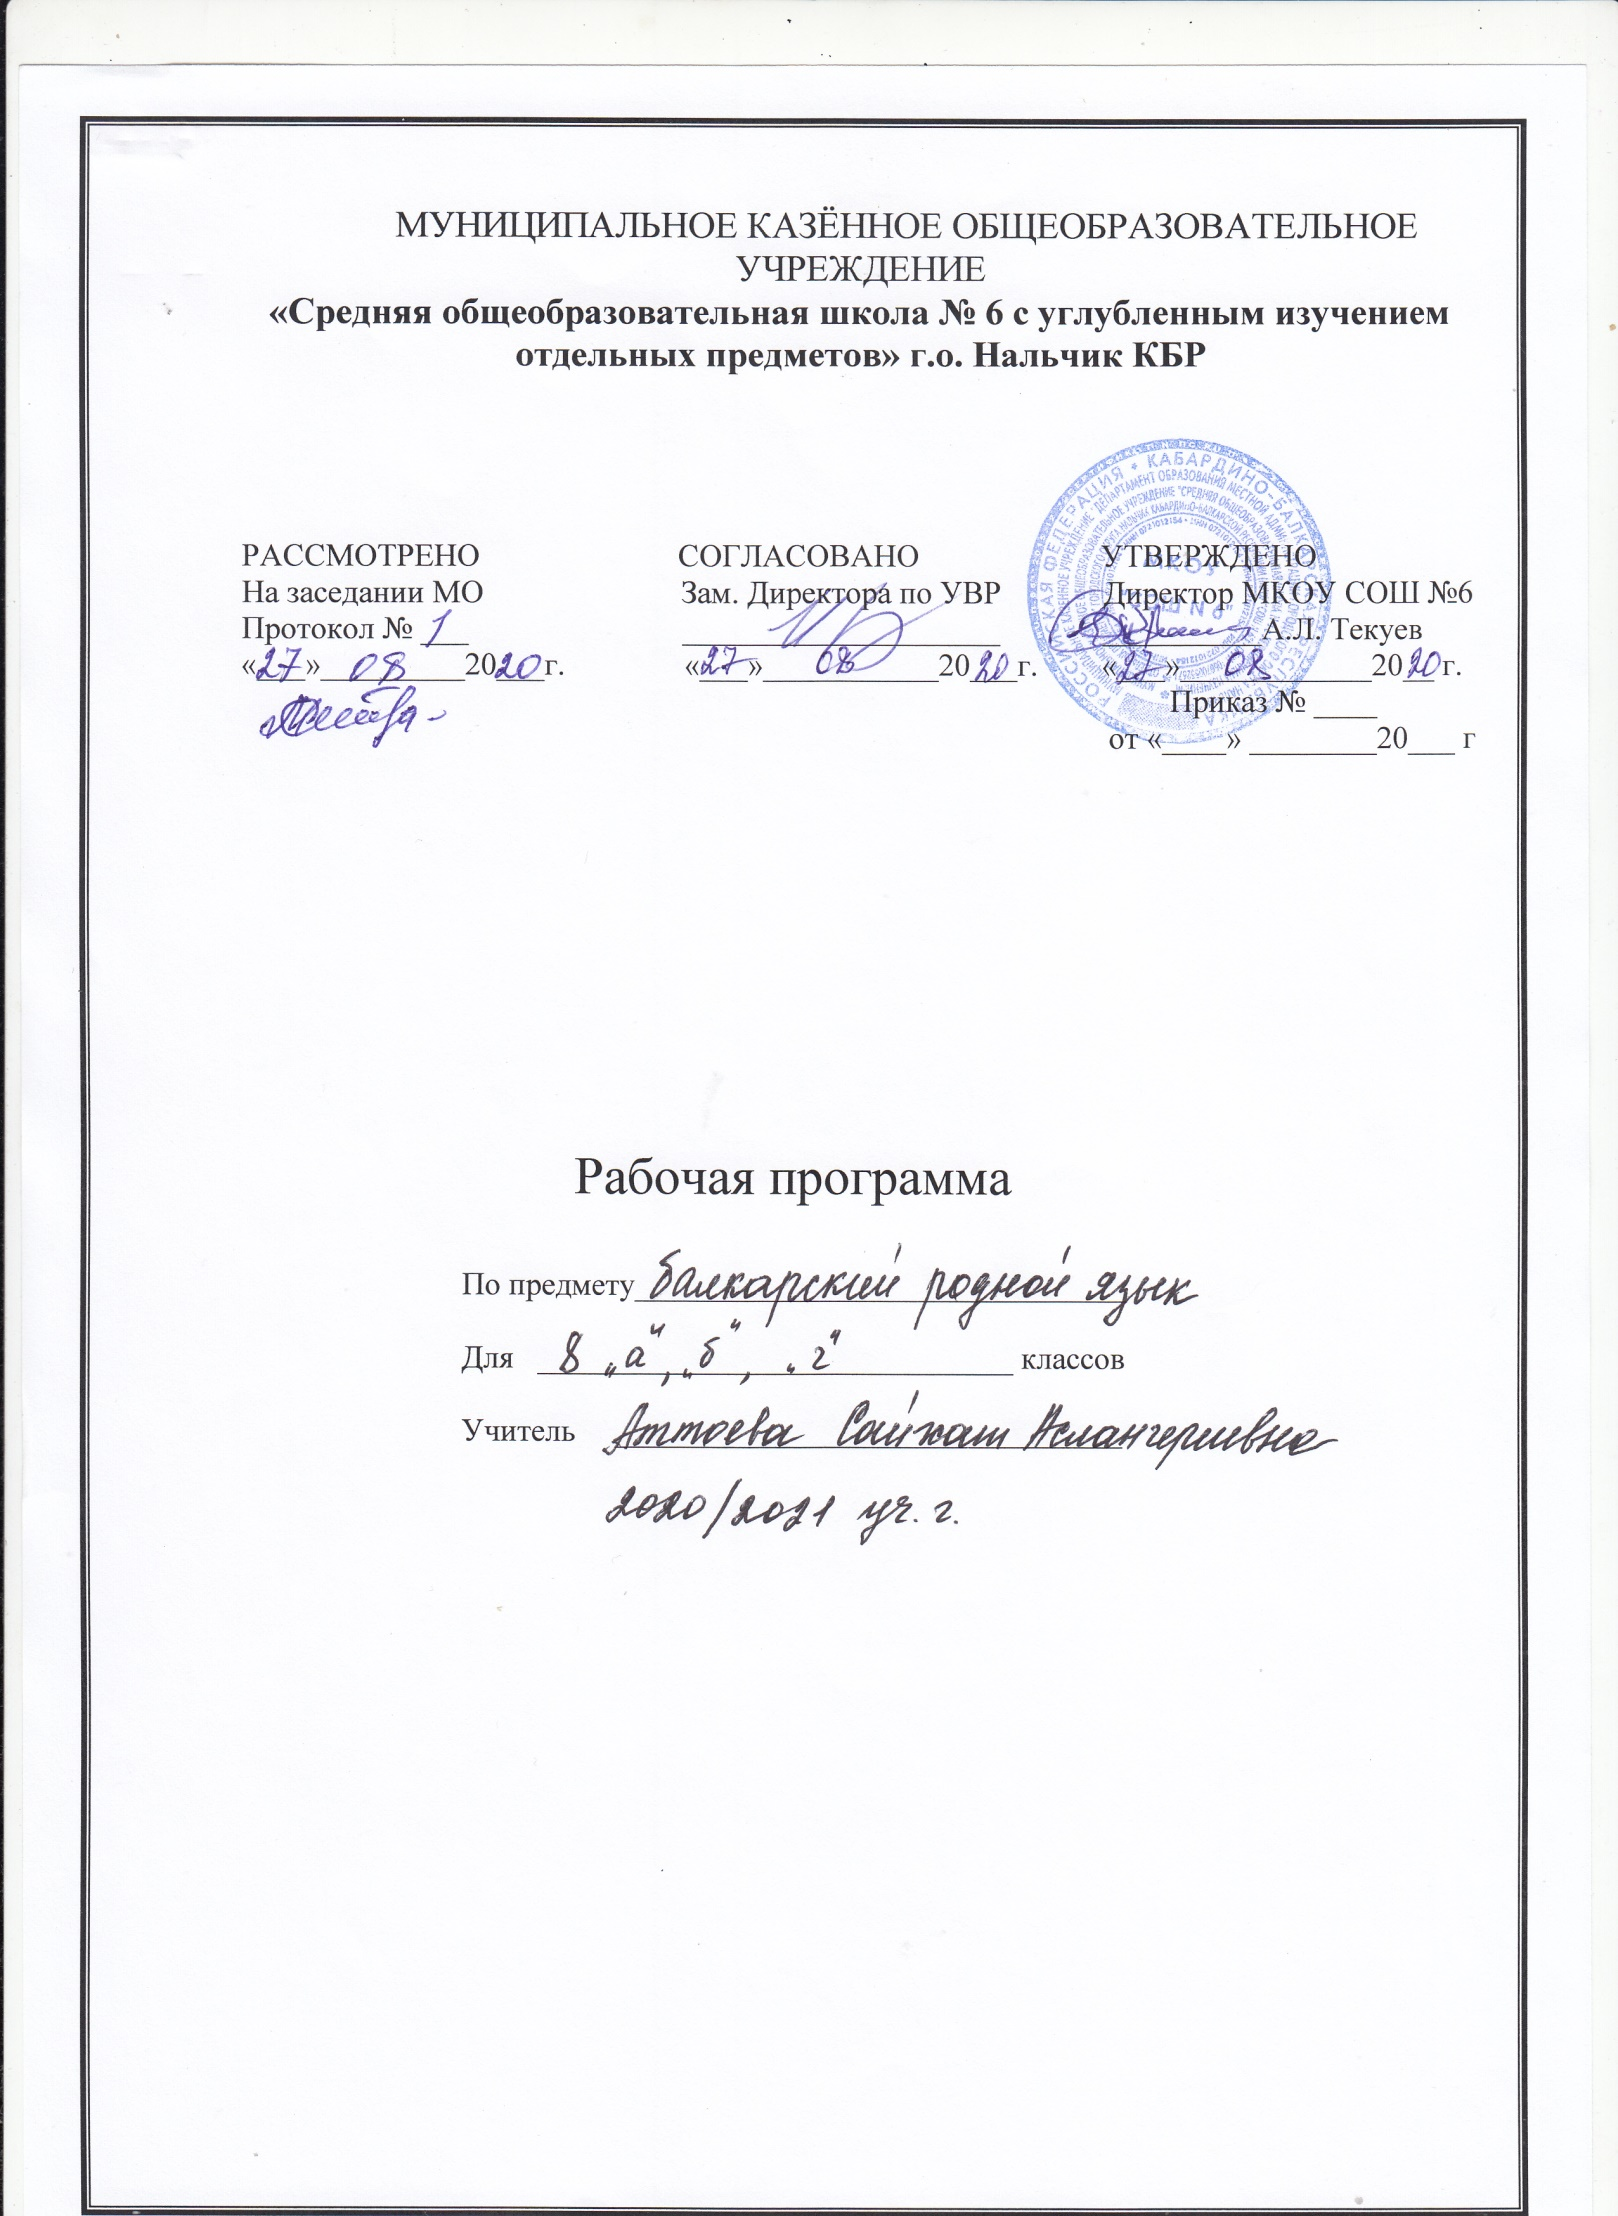 МУНИЦИПАЛЬНОЕ КАЗЁННОЕ ОБЩЕОБРАЗОВАТЕЛЬНОЕ
УЧРЕЖДЕНИЕ
«Средняя общеобразовательная школа № 6 с углубленным изучением
отдельных предметов» г.о. Нальчик КБР
РАССМОТРЕНО
На заседании МО
Протокол № 1
«27» 08 2020г.
СОГЛАСОВАНО
Зам. Директора по УВР
«27» 08 2020 г.
УТВЕРЖДЕНО
Директор МКОУ СОШ №6
А.Л. Текуев
«27» 08 2020 г.
Приказ № ____
от «____» ________20___ г
Рабочая программа
По предмету балкарский родной язык
Для 8 „а", „б", „г" классов
Учитель Аттоева Сайхат Аслангериевна
2020/2021 уч. г.